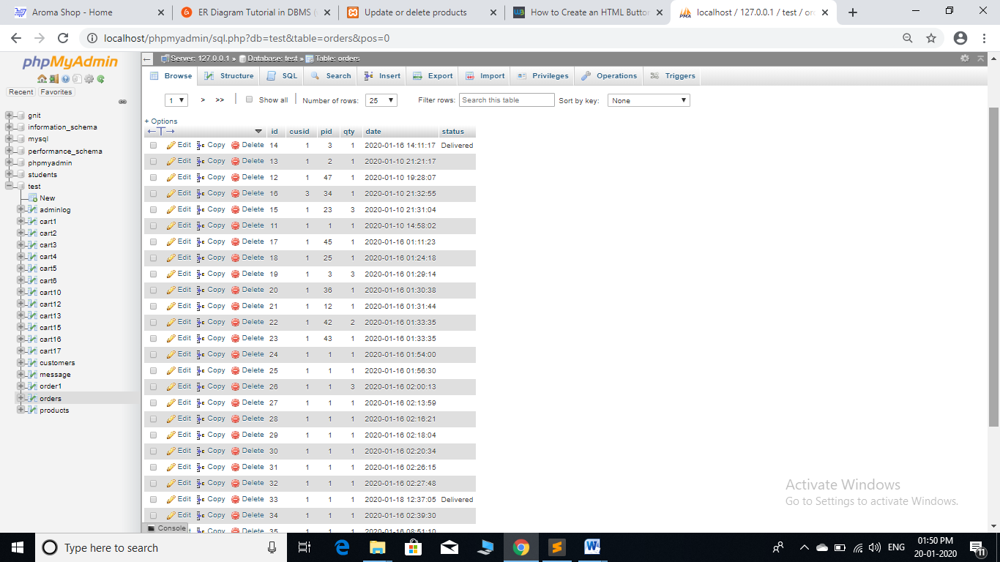 Aroma Shop - Home
ER Diagram Tutorial in DBMS (
Update or delete products
How to Create an HTML Button
localhost / 127.0.0.1 / test / ord
localhost/phpmyadmin/sql.php?db=test&table=orders&pos=0
phpMyAdmin
Recent Favorites
gnit
information_schema
mysql
performance_schema
phpmyadmin
students
test
New
adminlog
cart1
cart2
cart3
cart4
cart5
cart6
cart10
cart12
cart13
cart15
cart16
cart17
customers
message
order1
orders
products
Server: 127.0.0.1 » Database: test » Table: orders
Browse Structure SQL Search Insert Export Import Privileges Operations Triggers
1 > >> Show all Number of rows: 25 Filter rows: Search this table Sort by key: None
+ Options
←T→ id cusid pid qty date status
Edit Copy Delete 14 1 3 1 2020-01-16 14:11:17 Delivered
Edit Copy Delete 13 1 2 1 2020-01-10 21:21:17
Edit Copy Delete 12 1 47 1 2020-01-10 19:28:07
Edit Copy Delete 16 3 34 1 2020-01-10 21:32:55
Edit Copy Delete 15 1 23 3 2020-01-10 21:31:04
Edit Copy Delete 11 1 1 1 2020-01-10 14:58:02
Edit Copy Delete 17 1 45 1 2020-01-16 01:11:23
Edit Copy Delete 18 1 25 1 2020-01-16 01:24:18
Edit Copy Delete 19 1 3 3 2020-01-16 01:29:14
Edit Copy Delete 20 1 36 1 2020-01-16 01:30:38
Edit Copy Delete 21 1 12 1 2020-01-16 01:31:44
Edit Copy Delete 22 1 42 2 2020-01-16 01:33:35
Edit Copy Delete 23 1 43 1 2020-01-16 01:33:35
Edit Copy Delete 24 1 1 1 2020-01-16 01:54:00
Edit Copy Delete 25 1 1 1 2020-01-16 01:56:30
Edit Copy Delete 26 1 1 3 2020-01-16 02:00:13
Edit Copy Delete 27 1 1 1 2020-01-16 02:13:59
Edit Copy Delete 28 1 1 1 2020-01-16 02:16:21
Edit Copy Delete 29 1 1 1 2020-01-16 02:18:04
Edit Copy Delete 30 1 1 1 2020-01-16 02:20:34
Edit Copy Delete 31 1 1 1 2020-01-16 02:26:15
Edit Copy Delete 32 1 1 1 2020-01-16 02:27:48
Edit Copy Delete 33 1 1 1 2020-01-18 12:37:05 Delivered
Edit Copy Delete 34 1 1 1 2020-01-16 02:39:30
Copy Delete 35 1 1 1 2020-01-16 08:51:10
Console
Activate Windows
Go to Settings to activate Windows.
Type here to search
ENG
01:50 PM
20-01-2020
11